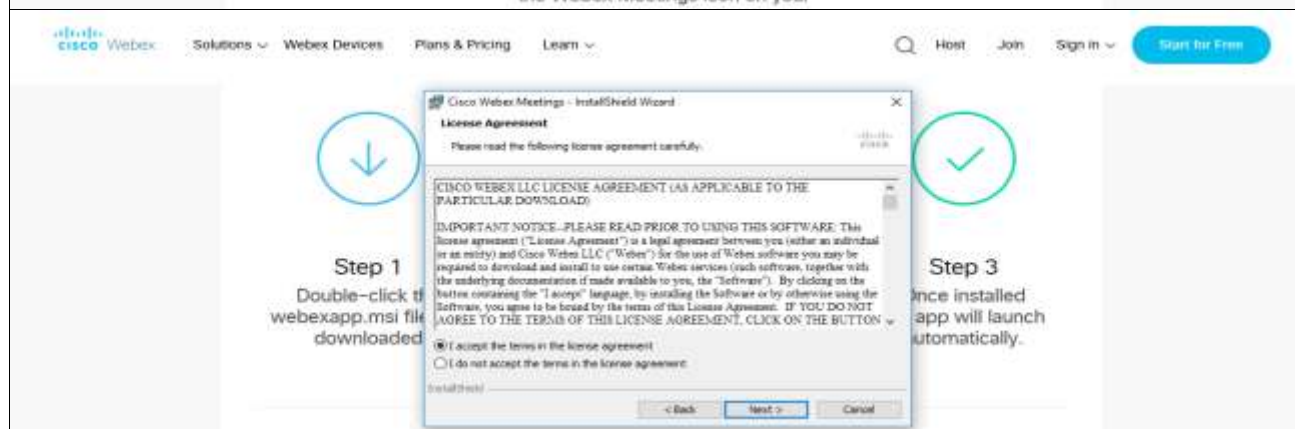 the Webex Meetings icon on your
cisco Webex Solutions Webex Devices Plans & Pricing Learn Host Join Sign in Start for Free
Cisco Webex Meetings - InstallShield Wizard
License Agreement
Please read the following license agreement carefully.
cisco
CISCO WEBEX LLC LICENSE AGREEMENT (AS APPLICABLE TO THE
PARTICULAR DOWNLOAD)
IMPORTANT NOTICE--PLEASE READ PRIOR TO USING THIS SOFTWARE: This
license agreement ("License Agreement") is a legal agreement between you (either an individual
or an entity) and Cisco Webex LLC ("Webex") for the use of Webex software you may be
required to download and install to use certain Webex services (such software, together with
the underlying documentation if made available to you, the "Software"). By clicking on the
button containing the "I accept" language, by installing the Software or by otherwise using the
Software, you agree to be bound by the terms of this License Agreement. IF YOU DO NOT
AGREE TO THE TERMS OF THIS LICENSE AGREEMENT, CLICK ON THE BUTTON
I accept the terms in the license agreement
I do not accept the terms in the license agreement
InstallShield
< Back Next > Cancel
Step 1
Double-click
webexapp.msi
downloaded
Step 3
Once installed
app will launch
automatically.